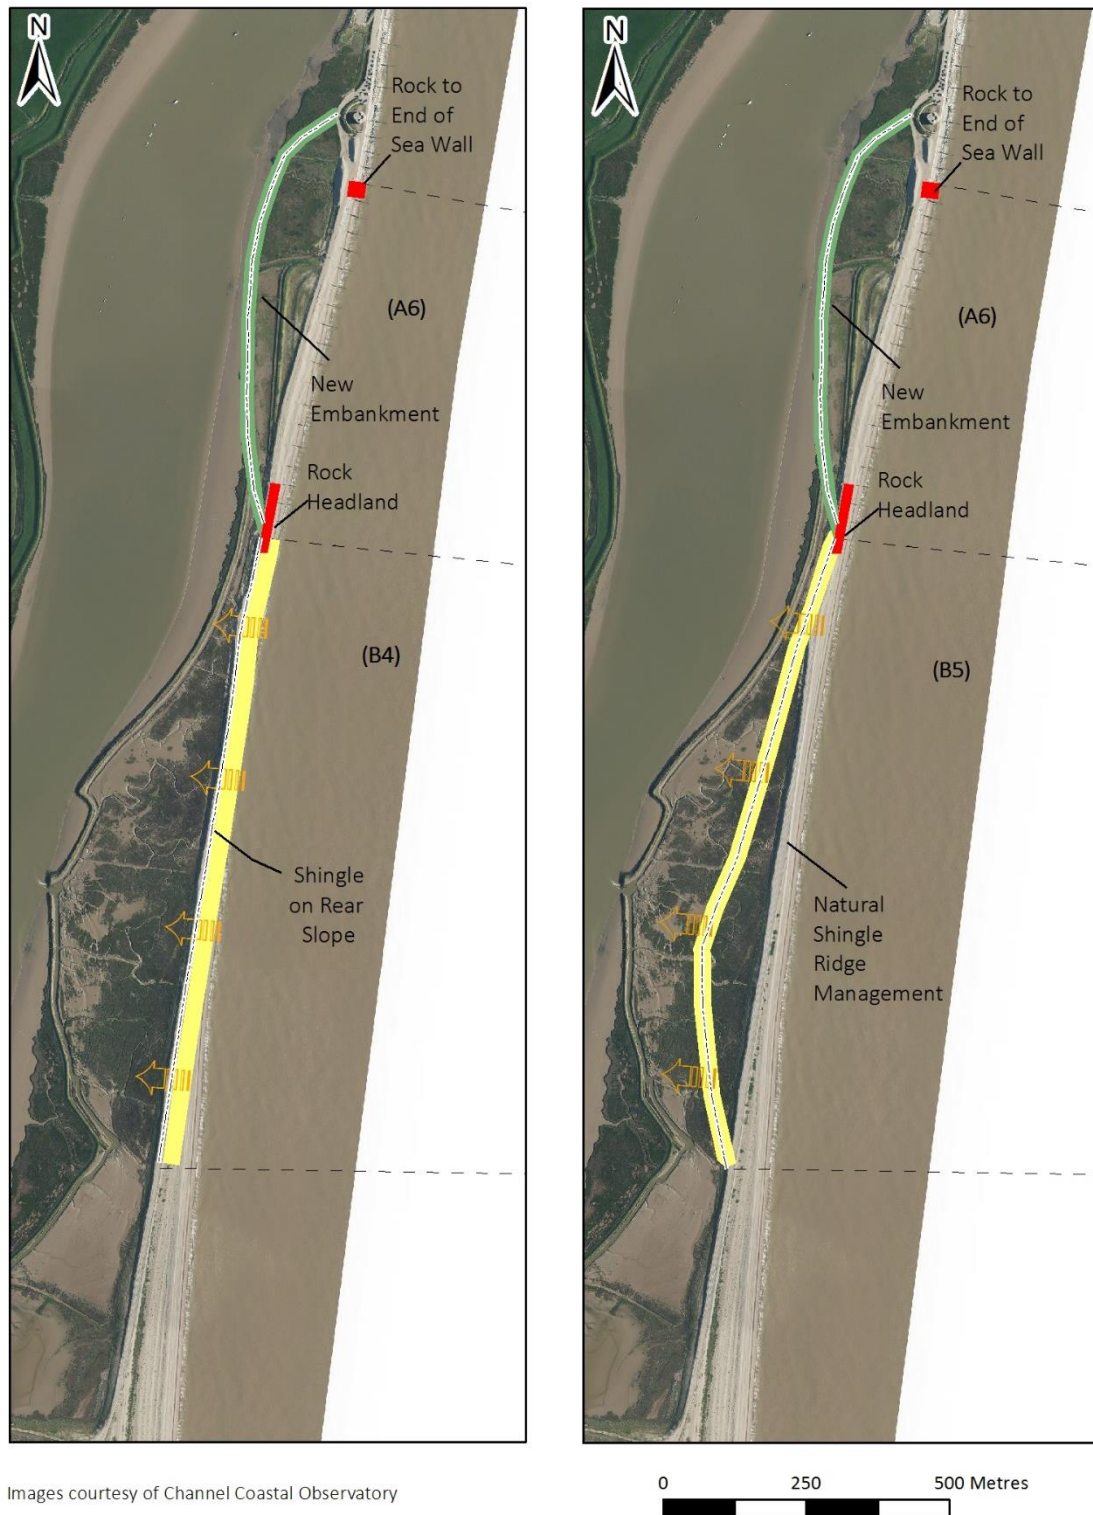 N
Rock to
End of
Sea Wall
(A6)
New
Embankment
Rock
Headland
(B4)
Shingle
on Rear
Slope
N
Rock to
End of
Sea Wall
(A6)
New
Embankment
Rock
Headland
(B5)
Natural
Shingle
Ridge
Management
Images courtesy of Channel Coastal Observatory
0 250 500 Metres